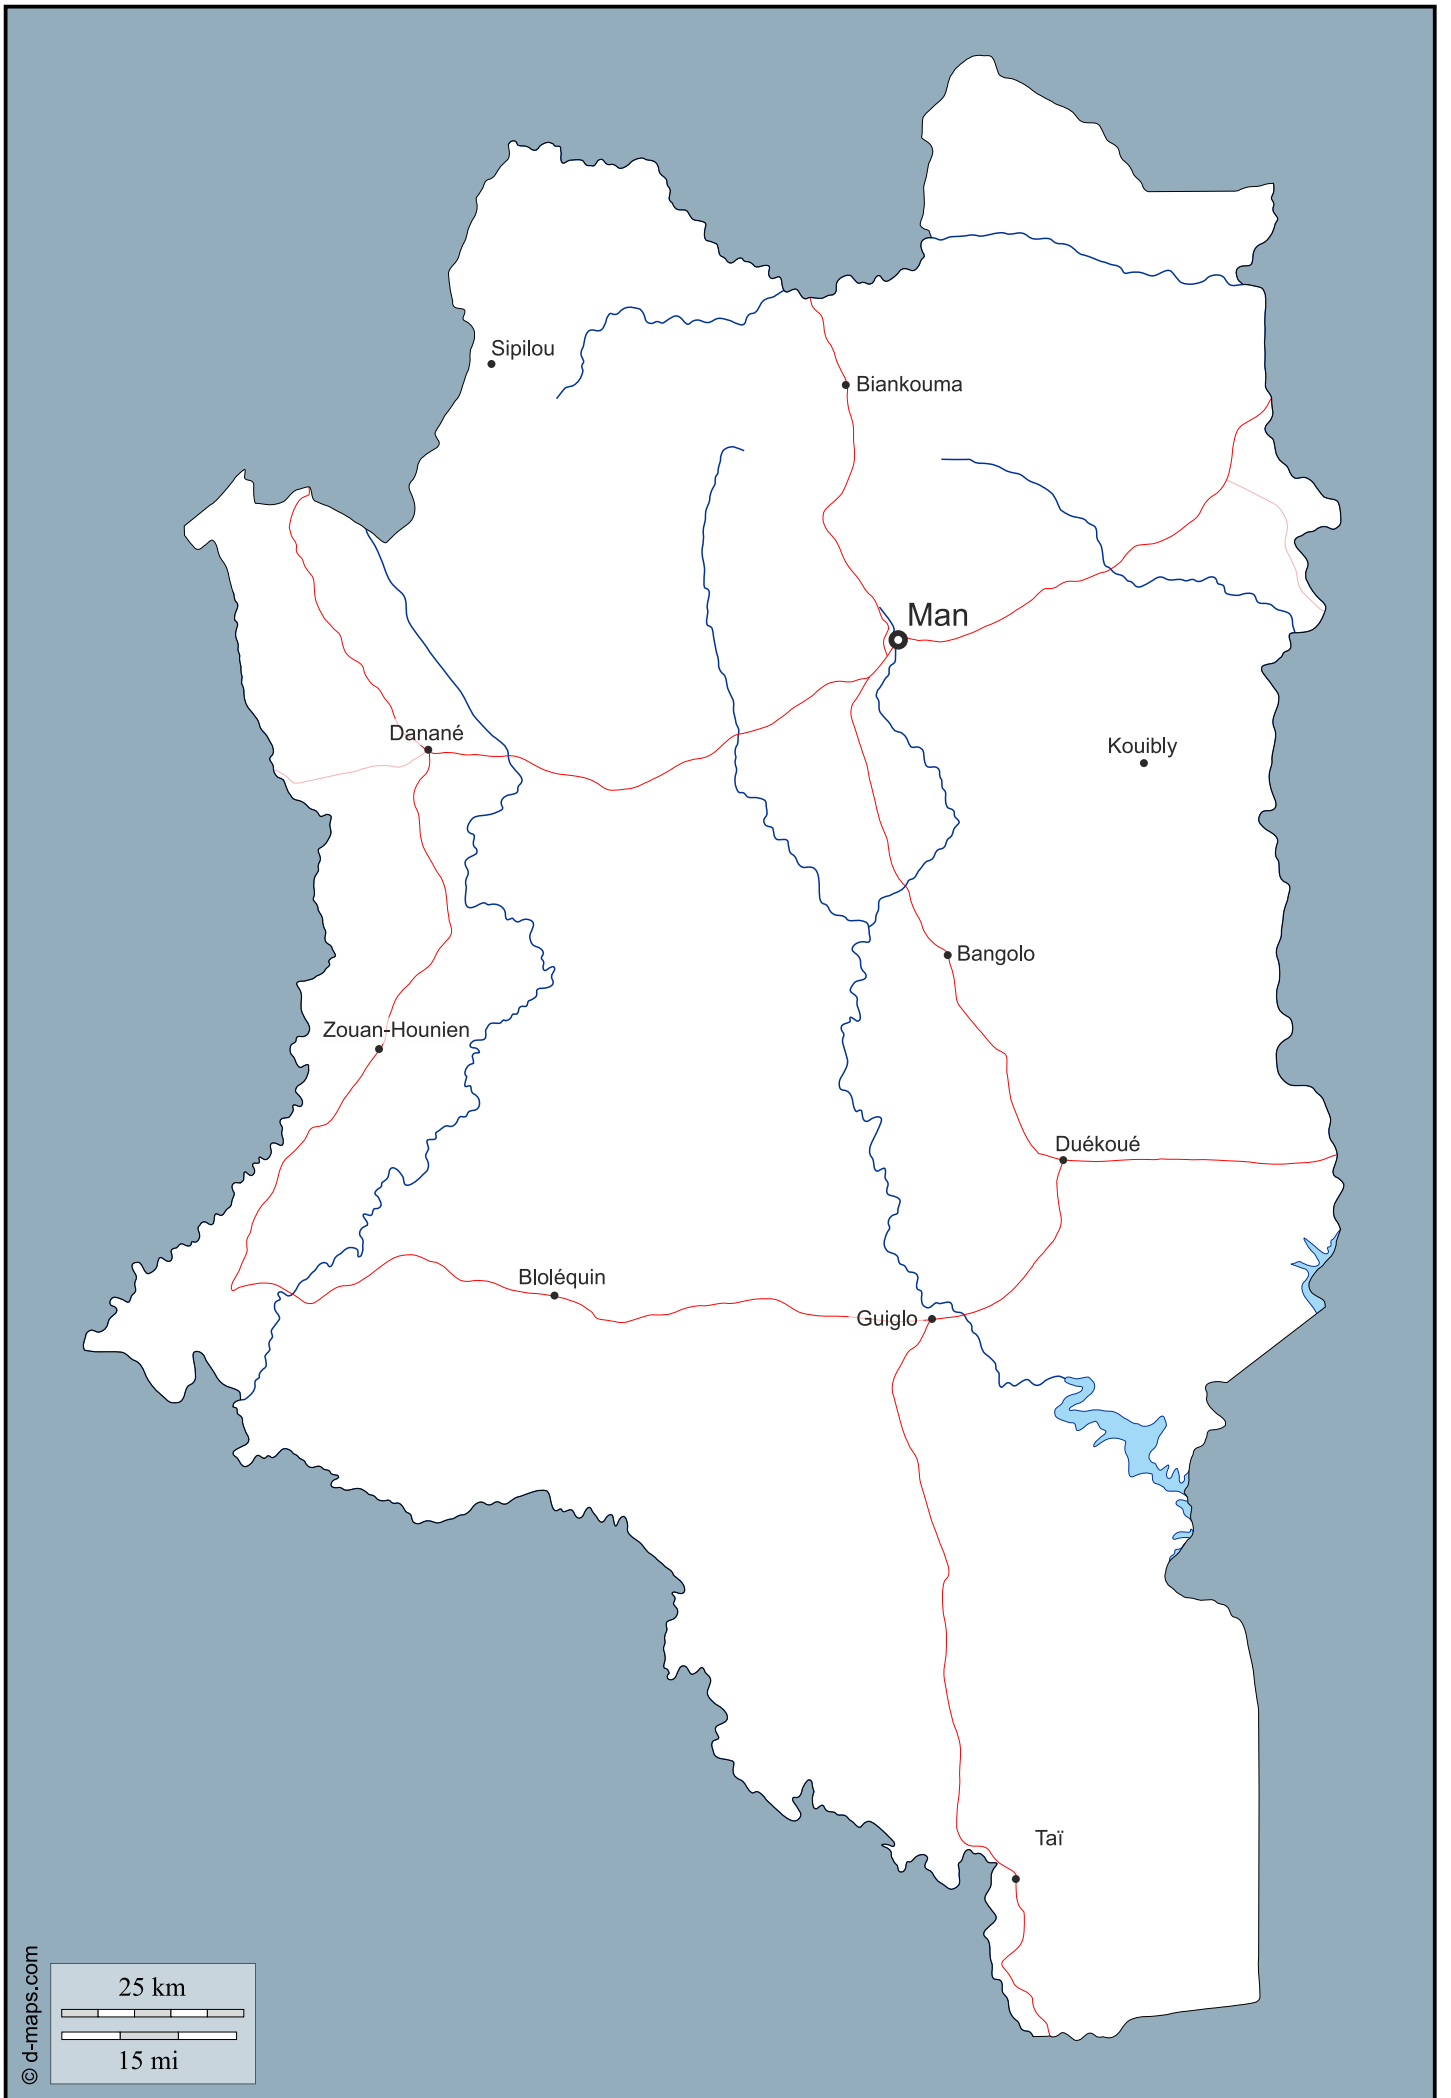 Sipilou
Biankouma
Man
Danané
Kouibly
Bangolo
Zouan-Hounien
Duékoué
Bloléquin
Guiglo
Taï
25 km
15 mi
© d-maps.com